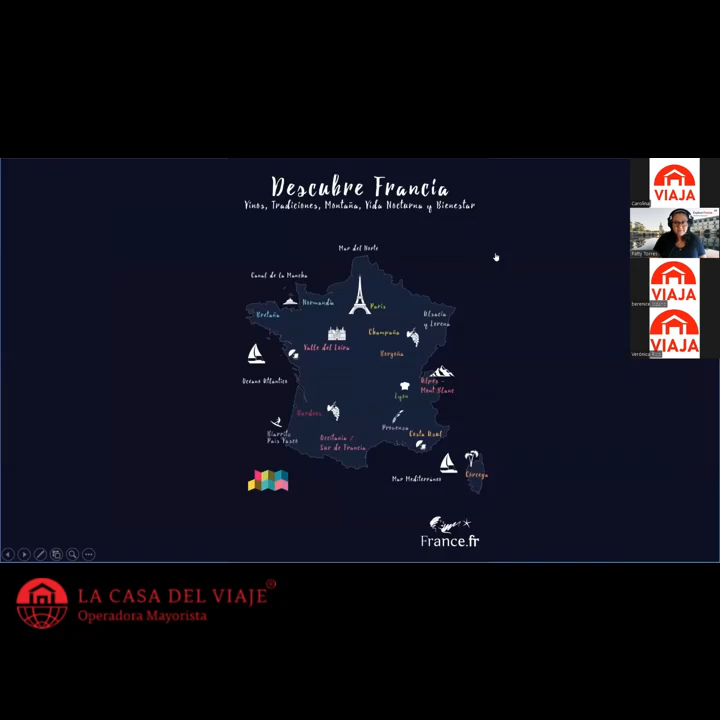 Descubre Francia
Vinos, Tradiciones, Montaña, Vida Nocturna y Bienestar
Mar del Norte
Canal de la Mancha
Normandía
Bretaña
París
Alsacia
y Lorena
Champaña
Valle del Loira
Borgoña
Océano Atlántico
Alpes -
Mont Blanc
Lyon
Burdeos
Provenza
Costa Azul
Biarritz
País Vasco
Occitania /
Sur de Francia
Mar Mediterráneo
Córcega
France.fr
VIAJA
Carolina
Patty Torres
VIAJA
berenice
VIAJA
Verónica
LA CASA DEL VIAJE®
Operadora Mayorista